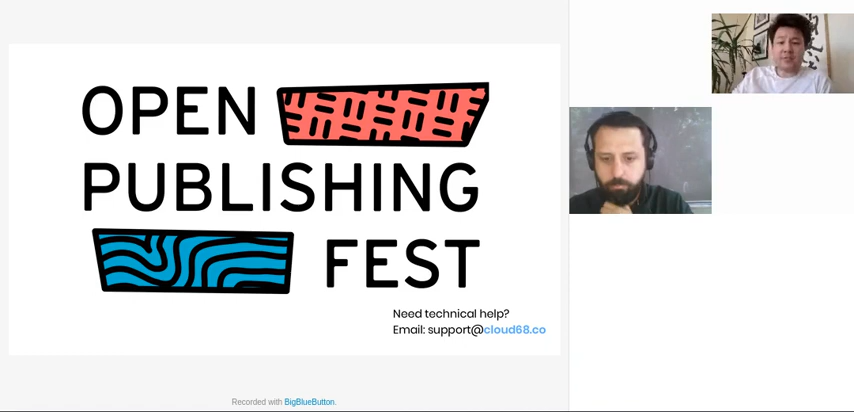 OPEN
PUBLISHING
FEST
Need technical help?
Email: support@cloud68.co
Recorded with BigBlueButton.